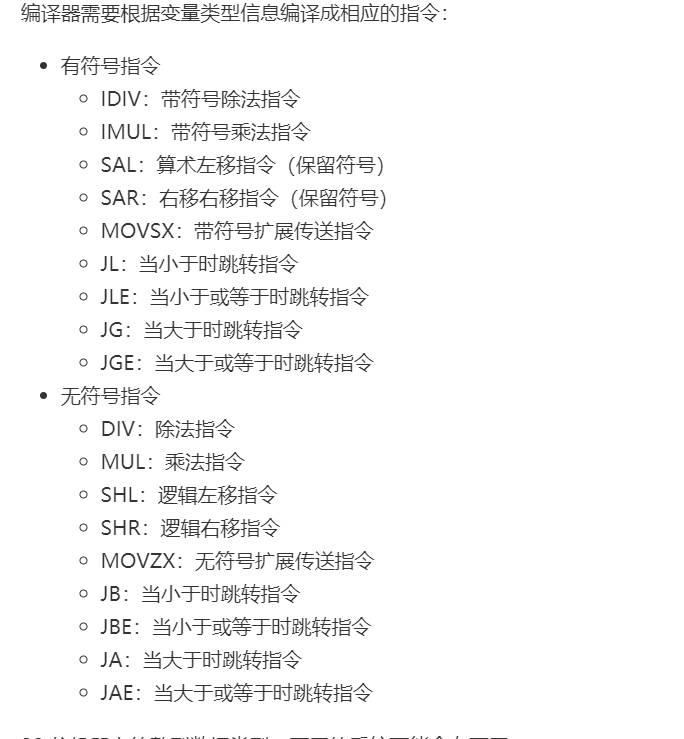 编译器需要根据变量类型信息编译成相应的指令：
有符号指令
IDIV：带符号除法指令
IMUL：带符号乘法指令
SAL：算术左移指令（保留符号）
SAR：右移右移指令（保留符号）
MOVSX：带符号扩展传送指令
JL：当小于时跳转指令
JLE：当小于或等于时跳转指令
JG：当大于时跳转指令
JGE：当大于或等于时跳转指令
无符号指令
DIV：除法指令
MUL：乘法指令
SHL：逻辑左移指令
SHR：逻辑右移指令
MOVZX：无符号扩展传送指令
JB：当小于时跳转指令
JBE：当小于或等于时跳转指令
JA：当大于时跳转指令
JAE：当大于或等于时跳转指令